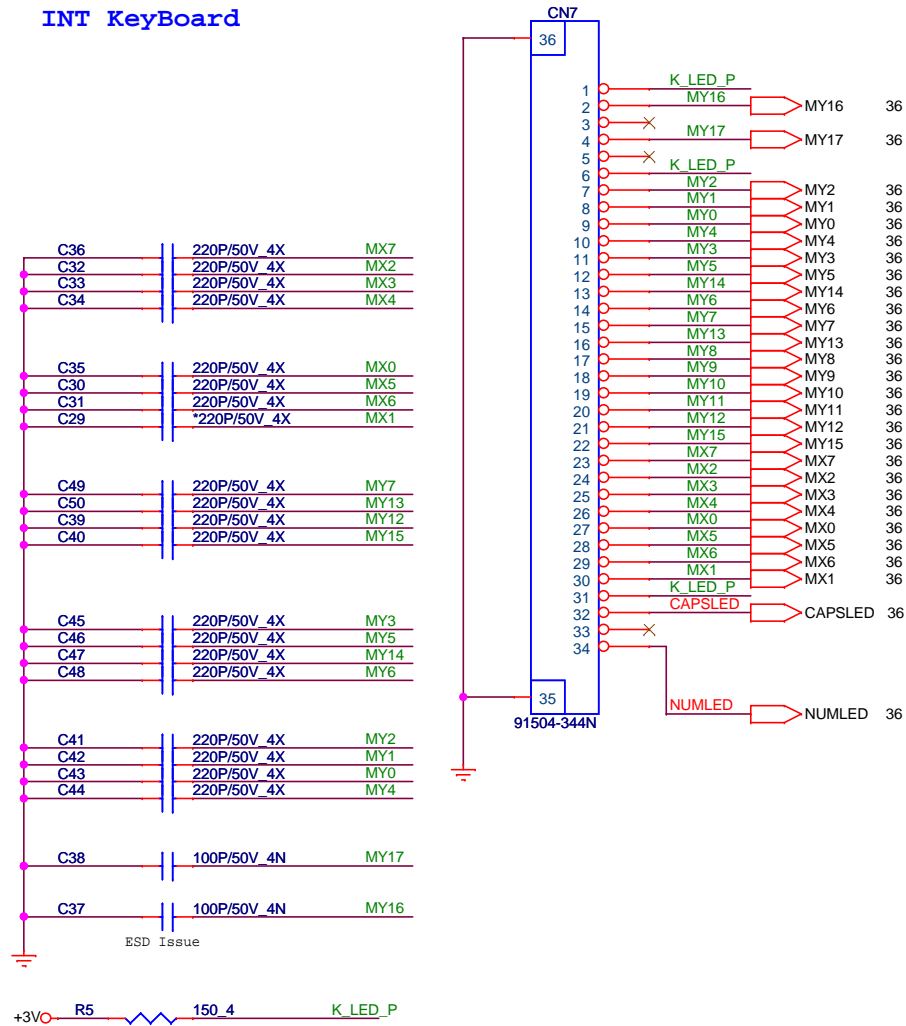 INT KeyBoard
C36 220P/50V_4X MX7
C32 220P/50V_4X MX2
C33 220P/50V_4X MX3
C34 220P/50V_4X MX4
C35 220P/50V_4X MX0
C30 220P/50V_4X MX5
C31 220P/50V_4X MX6
C29 *220P/50V_4X MX1
C49 220P/50V_4X MY7
C50 220P/50V_4X MY13
C39 220P/50V_4X MY12
C40 220P/50V_4X MY15
C45 220P/50V_4X MY3
C46 220P/50V_4X MY5
C47 220P/50V_4X MY14
C48 220P/50V_4X MY6
C41 220P/50V_4X MY2
C42 220P/50V_4X MY1
C43 220P/50V_4X MY0
C44 220P/50V_4X MY4
C38 100P/50V_4N MY17
C37 100P/50V_4N MY16
ESD Issue
+3V R5 150_4 K_LED_P
CN7
36
1 K_LED_P
2 MY16 MY16 36
3
4 MY17 MY17 36
5
6 K_LED_P
7 MY2 MY2 36
8 MY1 MY1 36
9 MY0 MY0 36
10 MY4 MY4 36
11 MY3 MY3 36
12 MY5 MY5 36
13 MY14 MY14 36
14 MY6 MY6 36
15 MY7 MY7 36
16 MY13 MY13 36
17 MY8 MY8 36
18 MY9 MY9 36
19 MY10 MY10 36
20 MY11 MY11 36
21 MY12 MY12 36
22 MY15 MY15 36
23 MX7 MX7 36
24 MX2 MX2 36
25 MX3 MX3 36
26 MX4 MX4 36
27 MX0 MX0 36
28 MX5 MX5 36
29 MX6 MX6 36
30 MX1 MX1 36
31 K_LED_P
32 CAPSLED CAPSLED 36
33
34
35 NUMLED NUMLED 36
91504-344N